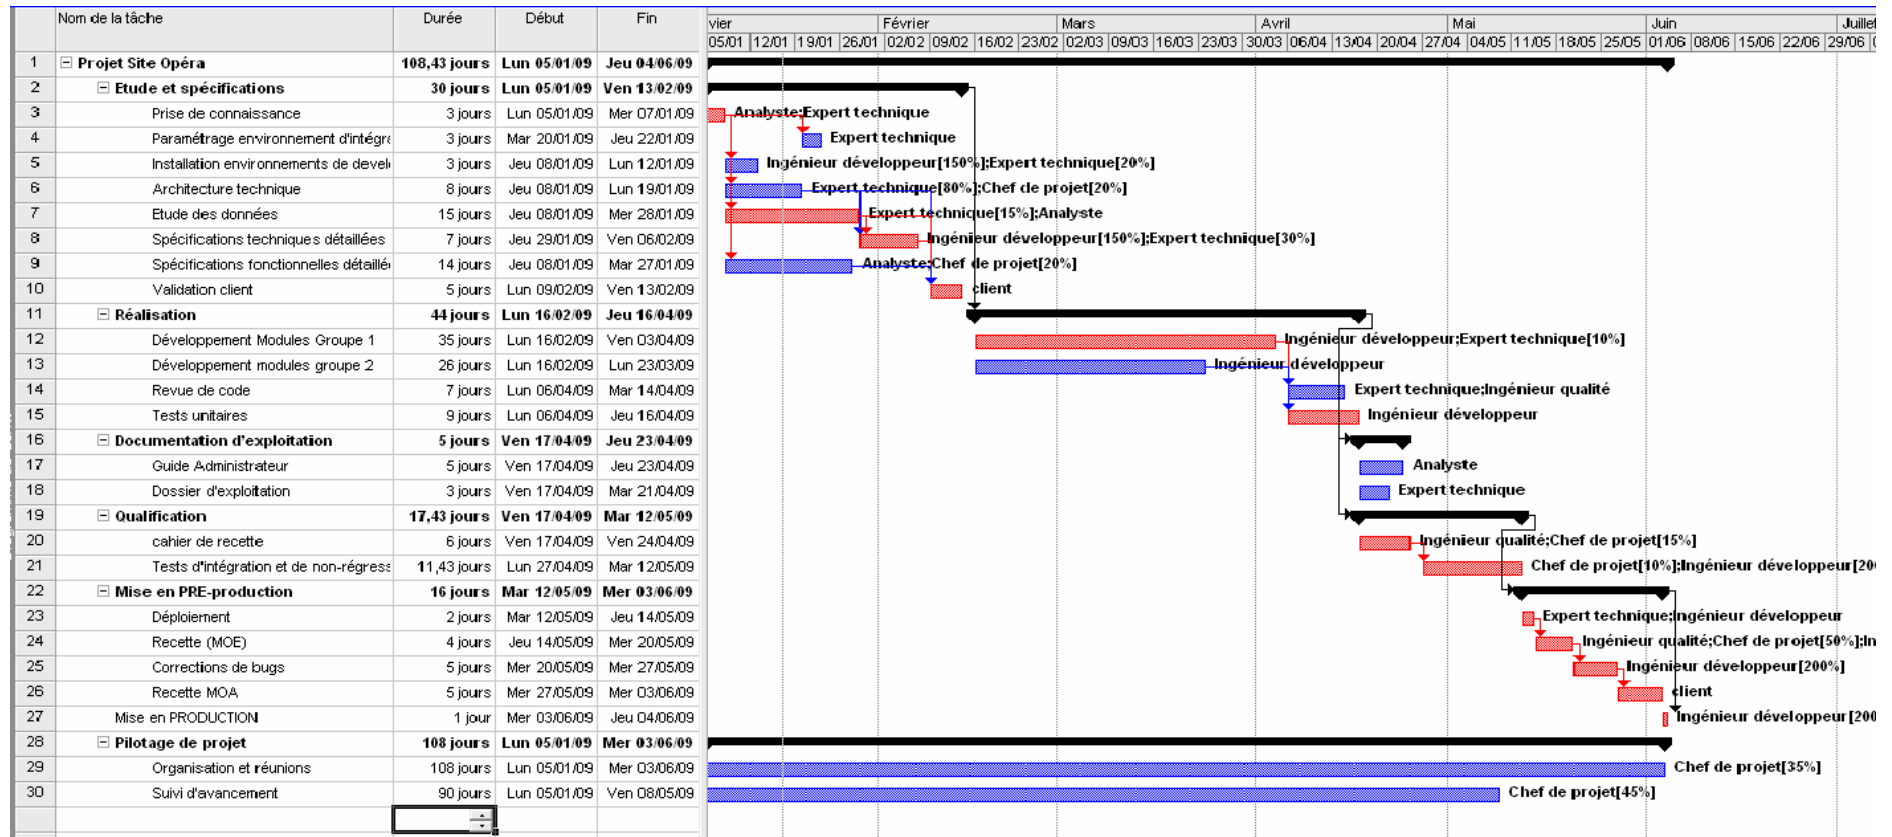 Nom de la tâche Durée Début Fin vier Février Mars Avril Mai Juin Juillet
05/01 12/01 19/01 26/01 02/02 09/02 16/02 23/02 02/03 09/03 16/03 23/03 30/03 06/04 13/04 20/04 27/04 04/05 11/05 18/05 25/05 01/06 08/06 15/06 22/06 29/06
1 Projet Site Opéra 108,43 jours Lun 05/01/09 Jeu 04/06/09
2 Etude et spécifications 30 jours Lun 05/01/09 Ven 13/02/09
3 Prise de connaissance 3 jours Lun 05/01/09 Mer 07/01/09 Analyste;Expert technique
4 Paramétrage environnement d'intégra 3 jours Mar 20/01/09 Jeu 22/01/09 Expert technique
5 Installation environnements de devel 3 jours Jeu 08/01/09 Lun 12/01/09 Ingénieur développeur[150%];Expert technique[20%]
6 Architecture technique 8 jours Jeu 08/01/09 Lun 19/01/09 Expert technique[80%];Chef de projet[20%]
7 Etude des données 15 jours Jeu 08/01/09 Mer 28/01/09 Expert technique[15%];Analyste
8 Spécifications techniques détaillées 7 jours Jeu 29/01/09 Ven 06/02/09 Ingénieur développeur[150%];Expert technique[30%]
9 Spécifications fonctionnelles détaillé 14 jours Jeu 08/01/09 Mar 27/01/09 Analyste;Chef de projet[20%]
10 Validation client 5 jours Lun 09/02/09 Ven 13/02/09 client
11 Réalisation 44 jours Lun 16/02/09 Jeu 16/04/09
12 Développement Modules Groupe 1 35 jours Lun 16/02/09 Ven 03/04/09 Ingénieur développeur;Expert technique[10%]
13 Développement modules groupe 2 26 jours Lun 16/02/09 Lun 23/03/09 Ingénieur développeur
14 Revue de code 7 jours Lun 06/04/09 Mar 14/04/09 Expert technique;Ingénieur qualité
15 Tests unitaires 9 jours Lun 06/04/09 Jeu 16/04/09 Ingénieur développeur
16 Documentation d'exploitation 5 jours Ven 17/04/09 Jeu 23/04/09
17 Guide Administrateur 5 jours Ven 17/04/09 Jeu 23/04/09 Analyste
18 Dossier d'exploitation 3 jours Ven 17/04/09 Mar 21/04/09 Expert technique
19 Qualification 17,43 jours Ven 17/04/09 Mar 12/05/09
20 cahier de recette 6 jours Ven 17/04/09 Ven 24/04/09 Ingénieur qualité;Chef de projet[15%]
21 Tests d'intégration et de non-régress 11,43 jours Lun 27/04/09 Mar 12/05/09 Chef de projet[10%];Ingénieur développeur[20
22 Mise en PRE-production 16 jours Mar 12/05/09 Mer 03/06/09
23 Déploiement 2 jours Mar 12/05/09 Jeu 14/05/09 Expert technique;Ingénieur développeur
24 Recette (MOE) 4 jours Jeu 14/05/09 Mer 20/05/09 Ingénieur qualité;Chef de projet[50%];In
25 Corrections de bugs 5 jours Mer 20/05/09 Mer 27/05/09 Ingénieur développeur[200%]
26 Recette MOA 5 jours Mer 27/05/09 Mer 03/06/09 client
27 Mise en PRODUCTION 1 jour Mer 03/06/09 Jeu 04/06/09 Ingénieur développeur[200
28 Pilotage de projet 108 jours Lun 05/01/09 Mer 03/06/09
29 Organisation et réunions 108 jours Lun 05/01/09 Mer 03/06/09 Chef de projet[35%]
30 Suivi d'avancement 90 jours Lun 05/01/09 Ven 08/05/09 Chef de projet[45%]